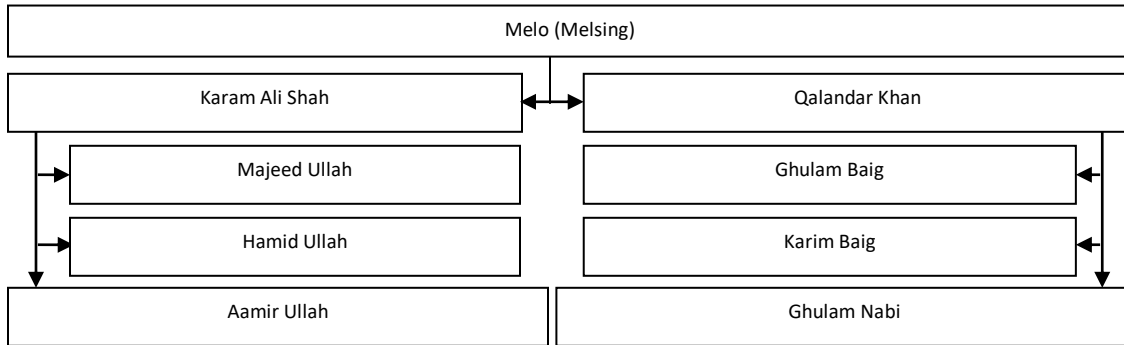 Melo (Melsing)
Karam Ali Shah
Qalandar Khan
Majeed Ullah
Ghulam Baig
Hamid Ullah
Karim Baig
Aamir Ullah
Ghulam Nabi